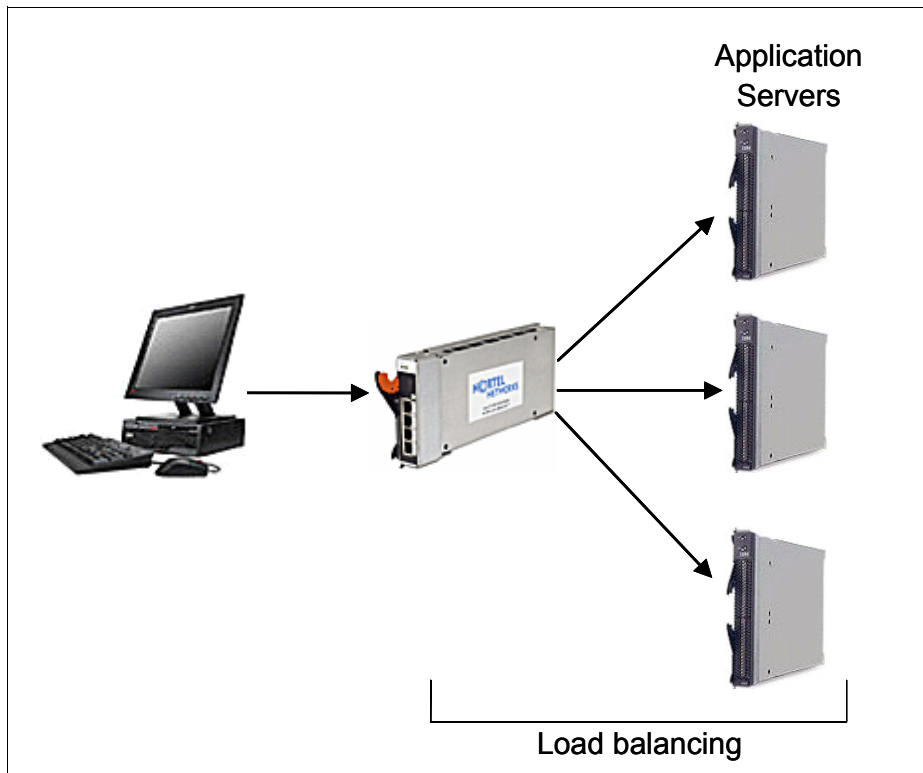 Application
Servers
NORTEL
NETWORKS
Load balancing